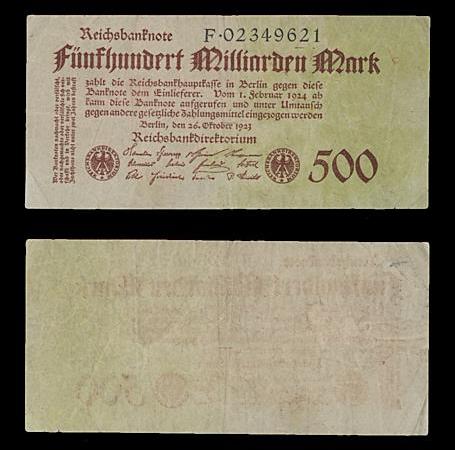 Reichsbanknote F·02349621
Fünfhundert Milliarden Mark
zahlt die Reichsbankhauptkasse in Berlin gegen diese
Banknote dem Einlieferer. Vom 1. Februar 1924 ab
kann diese Banknote aufgerufen und unter Umtausch
gegen andere gesetzliche Zahlungsmittel eingezogen werden
Berlin, den 26. Oktober 1923
Reichsbankdirektorium
500